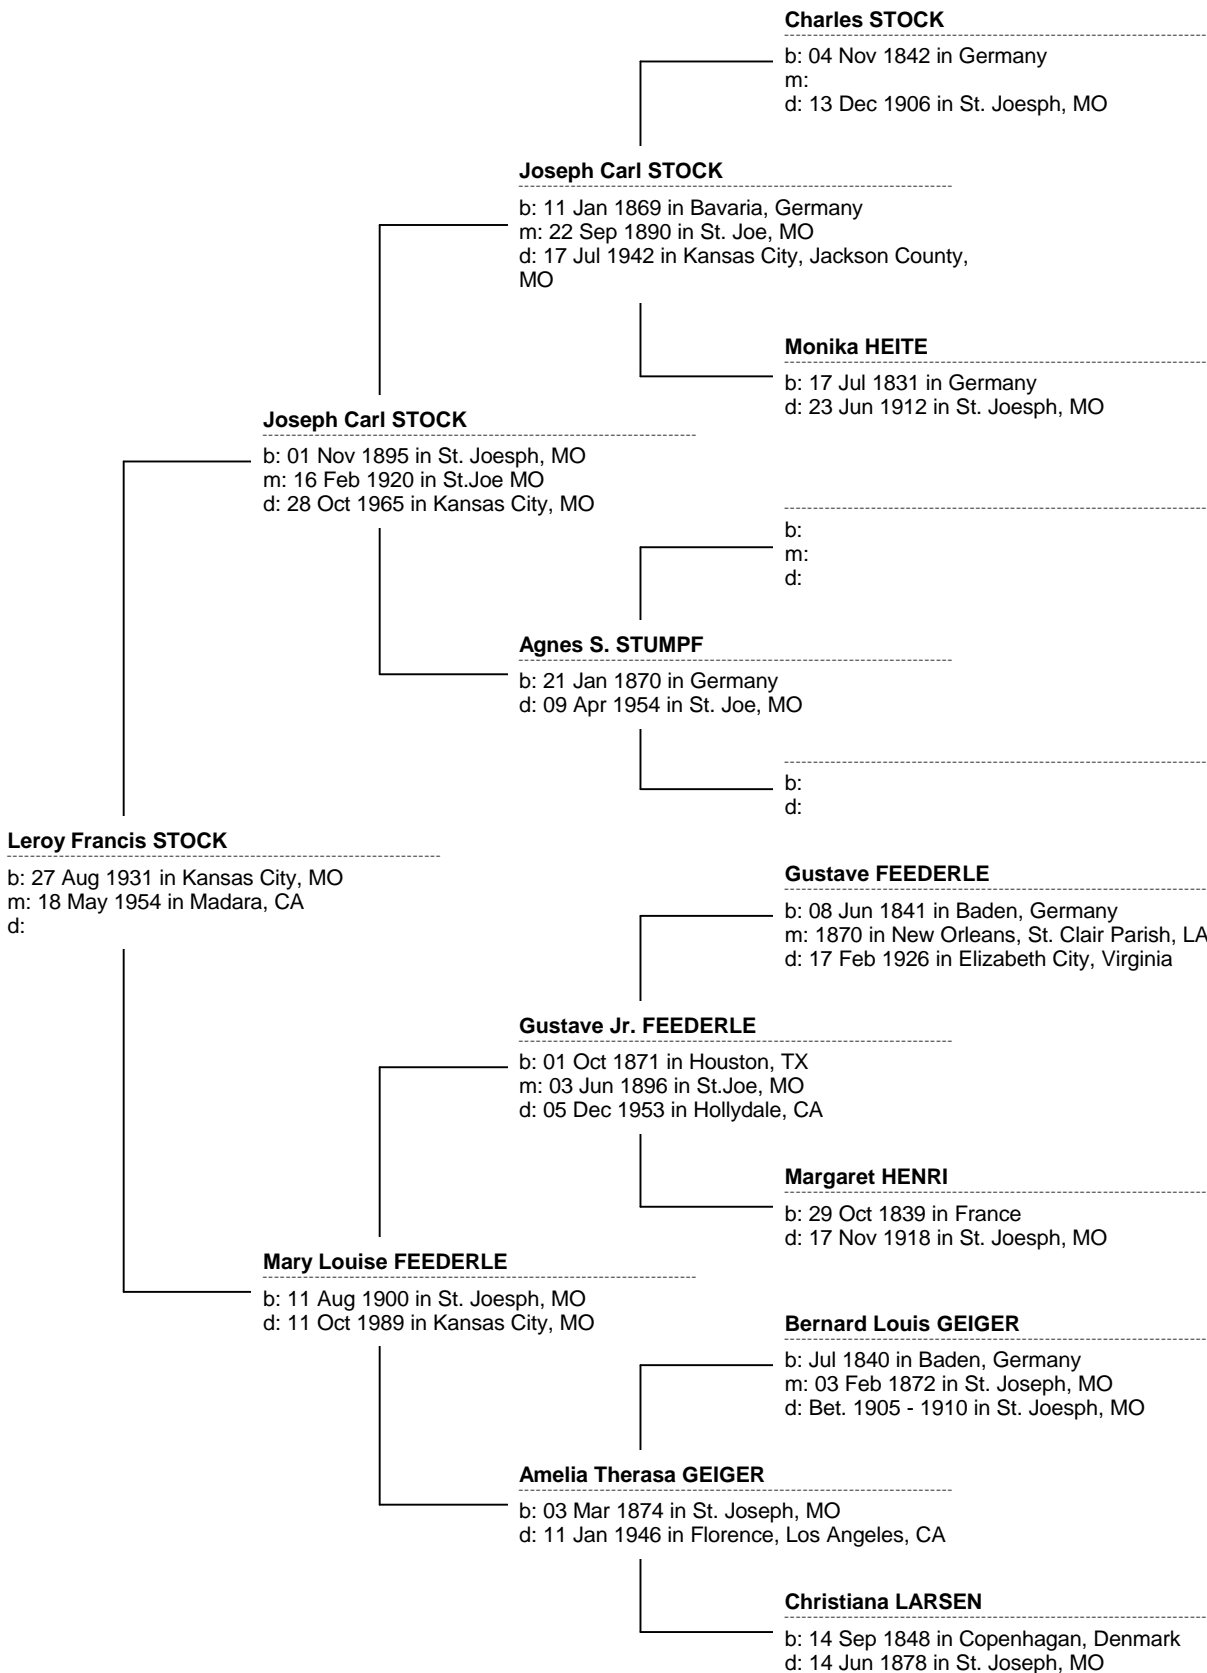 Charles STOCK
b: 04 Nov 1842 in Germany
m:
d: 13 Dec 1906 in St. Joesph, MO
Joseph Carl STOCK
b: 11 Jan 1869 in Bavaria, Germany
m: 22 Sep 1890 in St. Joe, MO
d: 17 Jul 1942 in Kansas City, Jackson County,
MO
Monika HEITE
b: 17 Jul 1831 in Germany
d: 23 Jun 1912 in St. Joesph, MO
Joseph Carl STOCK
b: 01 Nov 1895 in St. Joesph, MO
m: 16 Feb 1920 in St.Joe MO
d: 28 Oct 1965 in Kansas City, MO
b:
m:
d:
Agnes S. STUMPF
b: 21 Jan 1870 in Germany
d: 09 Apr 1954 in St. Joe, MO
b:
d:
Leroy Francis STOCK
b: 27 Aug 1931 in Kansas City, MO
m: 18 May 1954 in Madara, CA
d:
Gustave FEEDERLE
b: 08 Jun 1841 in Baden, Germany
m: 1870 in New Orleans, St. Clair Parish, LA
d: 17 Feb 1926 in Elizabeth City, Virginia
Gustave Jr. FEEDERLE
b: 01 Oct 1871 in Houston, TX
m: 03 Jun 1896 in St.Joe, MO
d: 05 Dec 1953 in Hollydale, CA
Margaret HENRI
b: 29 Oct 1839 in France
d: 17 Nov 1918 in St. Joesph, MO
Mary Louise FEEDERLE
b: 11 Aug 1900 in St. Joesph, MO
d: 11 Oct 1989 in Kansas City, MO
Bernard Louis GEIGER
b: Jul 1840 in Baden, Germany
m: 03 Feb 1872 in St. Joseph, MO
d: Bet. 1905 - 1910 in St. Joesph, MO
Amelia Therasa GEIGER
b: 03 Mar 1874 in St. Joseph, MO
d: 11 Jan 1946 in Florence, Los Angeles, CA
Christiana LARSEN
b: 14 Sep 1848 in Copenhagan, Denmark
d: 14 Jun 1878 in St. Joseph, MO